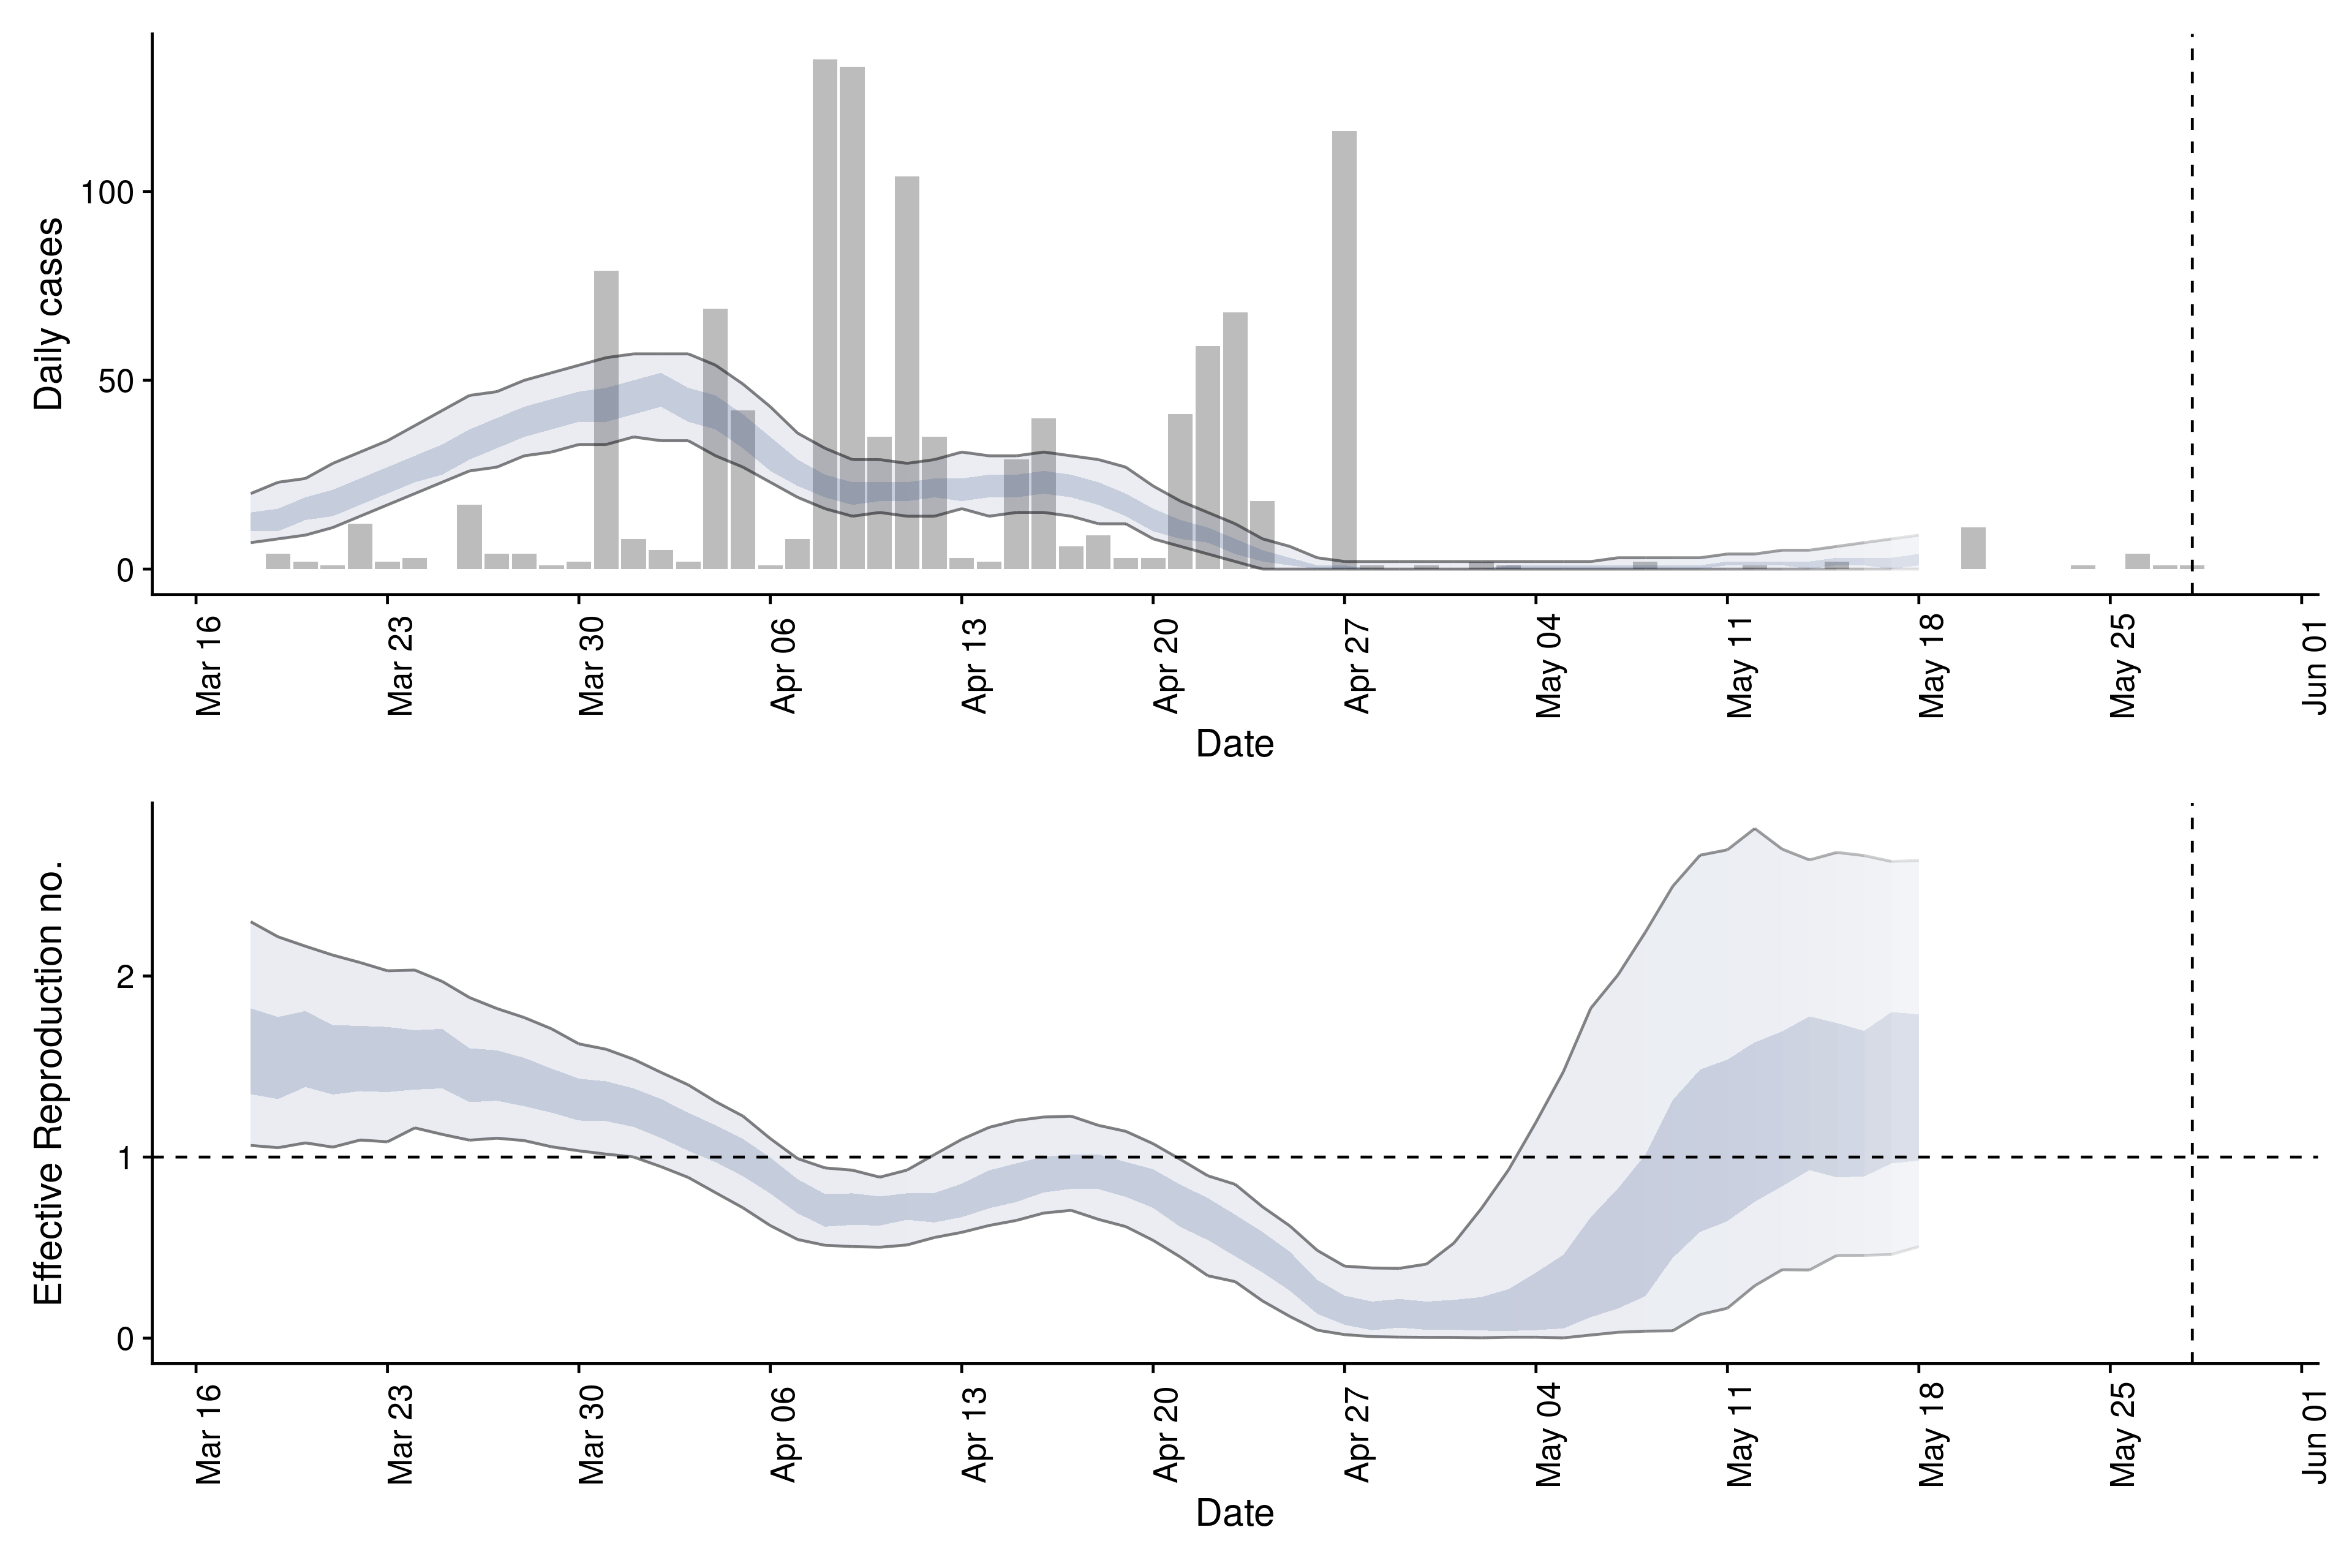 Daily cases
100
50
0
Mar 16
Mar 23
Mar 30
Apr 06
Apr 13
Apr 20
Apr 27
May 04
May 11
May 18
May 25
Jun 01
Date
Effective Reproduction no.
2
1
0
Mar 16
Mar 23
Mar 30
Apr 06
Apr 13
Apr 20
Apr 27
May 04
May 11
May 18
May 25
Jun 01
Date